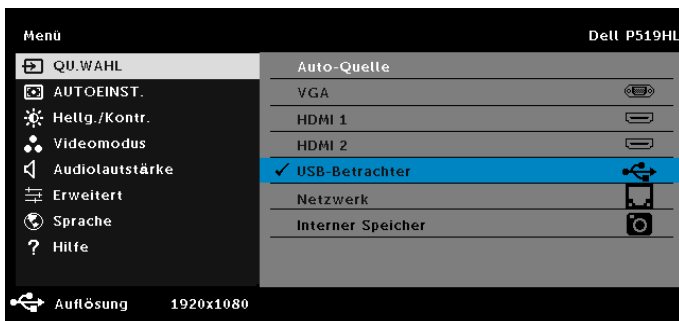 Menü Dell P519HL
QU.WAHL
AUTOEINST.
Hellg./Kontr.
Videomodus
Audiolautstärke
Erweitert
Sprache
? Hilfe
Auto-Quelle
VGA
HDMI 1
HDMI 2
✓ USB-Betrachter
Netzwerk
Interner Speicher
Auflösung 1920x1080